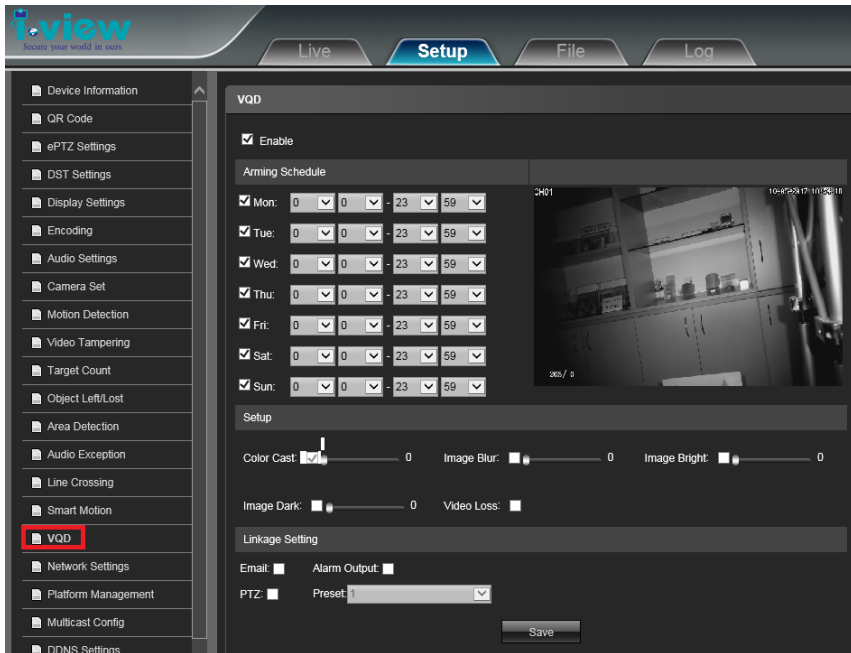 i-view
Secure your world in ours
Live Setup File Log
Device Information
QR Code
ePTZ Settings
DST Settings
Display Settings
Encoding
Audio Settings
Camera Set
Motion Detection
Video Tampering
Target Count
Object Left/Lost
Area Detection
Audio Exception
Line Crossing
Smart Motion
VQD
Network Settings
Platform Management
Multicast Config
DDNS Settings
VQD
Enable
Arming Schedule
Mon: 0 0 - 23 59
Tue: 0 0 - 23 59
Wed: 0 0 - 23 59
Thu: 0 0 - 23 59
Fri: 0 0 - 23 59
Sat: 0 0 - 23 59
Sun: 0 0 - 23 59
CH01
265/ 0
Setup
Color Cast: 0 Image Blur: 0 Image Bright: 0
Image Dark: 0 Video Loss:
Linkage Setting
Email: Alarm Output:
PTZ: Preset: 1
Save